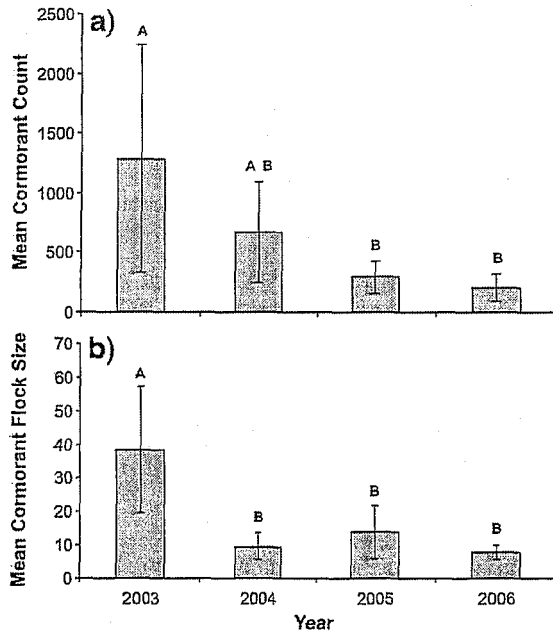 a)
Mean Cormorant Count
2500
2000
1500
1000
500
0
A
A B
B
B
b)
Mean Cormorant Flock Size
70
60
50
40
30
20
10
0
A
B
B
B
2003 2004 2005 2006
Year